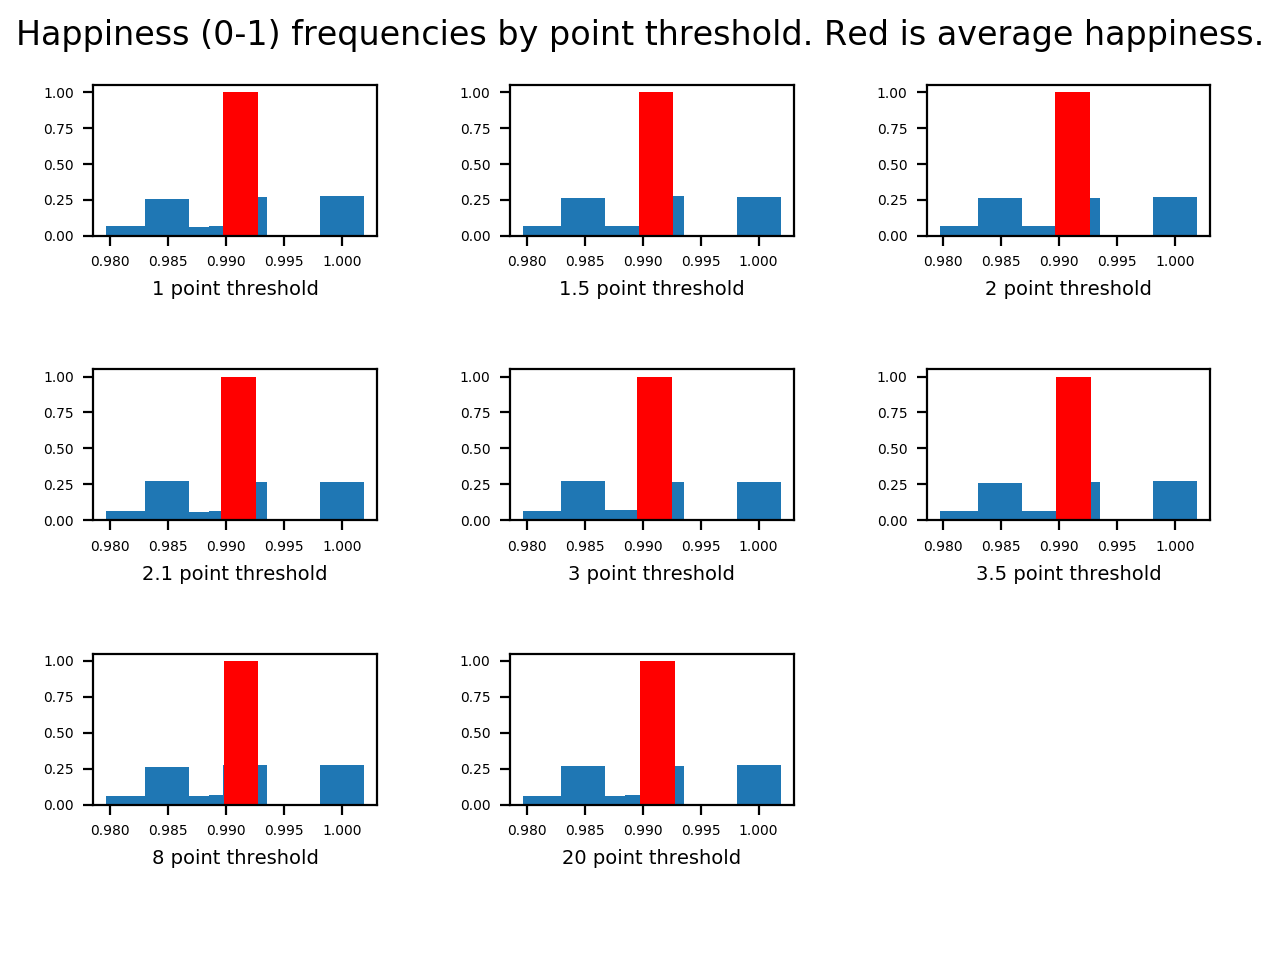 Happiness (0-1) frequencies by point threshold. Red is average happiness.
1.00 1.00 1.00
0.75 0.75 0.75
0.50 0.50 0.50
0.25 0.25 0.25
0.00 0.00 0.00
0.980 0.985 0.990 0.995 1.000 0.980 0.985 0.990 0.995 1.000 0.980 0.985 0.990 0.995 1.000
1 point threshold 1.5 point threshold 2 point threshold
1.00 1.00 1.00
0.75 0.75 0.75
0.50 0.50 0.50
0.25 0.25 0.25
0.00 0.00 0.00
0.980 0.985 0.990 0.995 1.000 0.980 0.985 0.990 0.995 1.000 0.980 0.985 0.990 0.995 1.000
2.1 point threshold 3 point threshold 3.5 point threshold
1.00 1.00
0.75 0.75
0.50 0.50
0.25 0.25
0.00 0.00
0.980 0.985 0.990 0.995 1.000 0.980 0.985 0.990 0.995 1.000
8 point threshold 20 point threshold